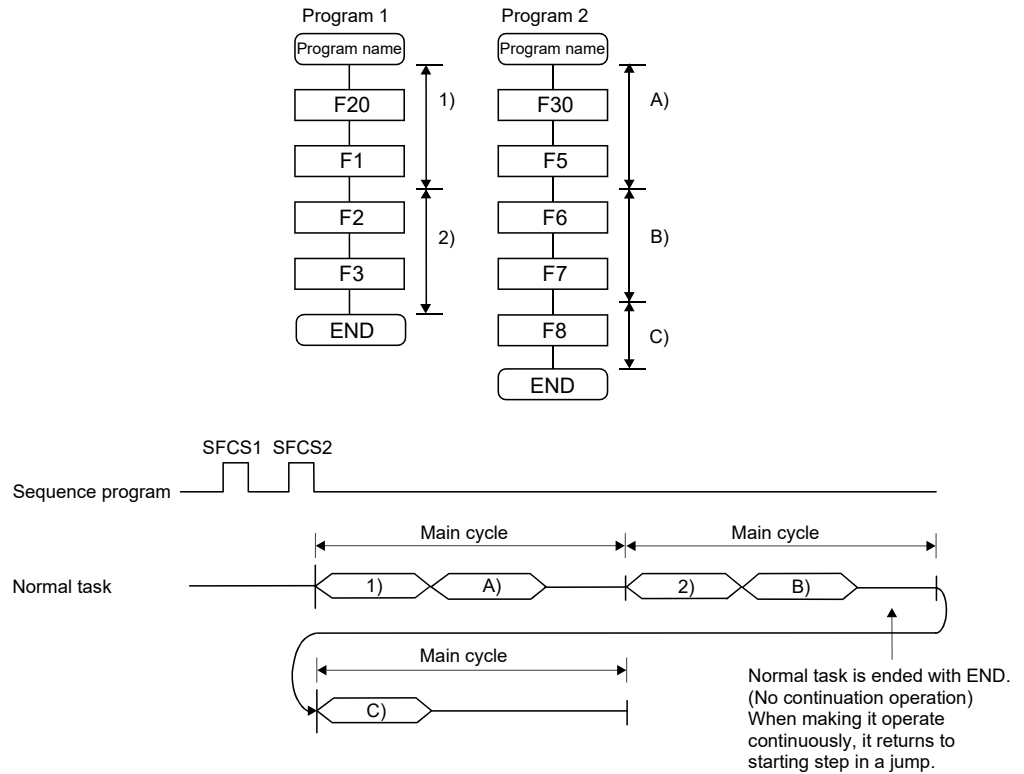 Program 1
Program 2
Program name
Program name
F20
1)
F30
A)
F1
F5
F2
2)
F6
B)
F3
F7
END
F8
C)
END
SFCS1 SFCS2
Sequence program
Main cycle
Main cycle
Normal task
1)
A)
2)
B)
Main cycle
C)
Normal task is ended with END.
(No continuation operation)
When making it operate
continuously, it returns to
starting step in a jump.